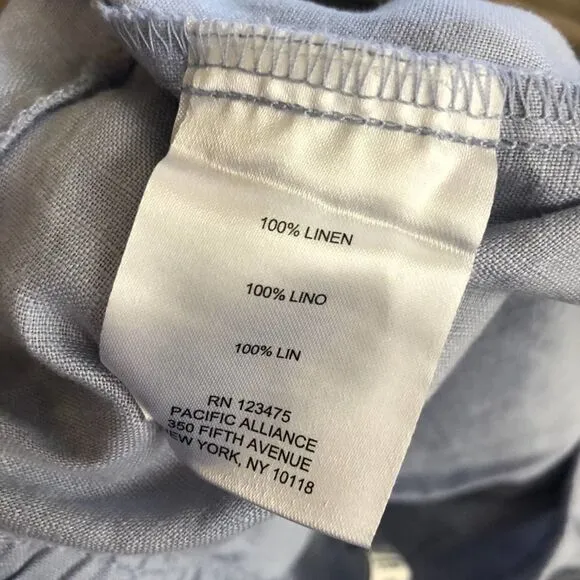 100% LINEN
100% LINO
100% LIN
RN 123475
PACIFIC ALLIANCE
350 FIFTH AVENUE
NEW YORK, NY 10118